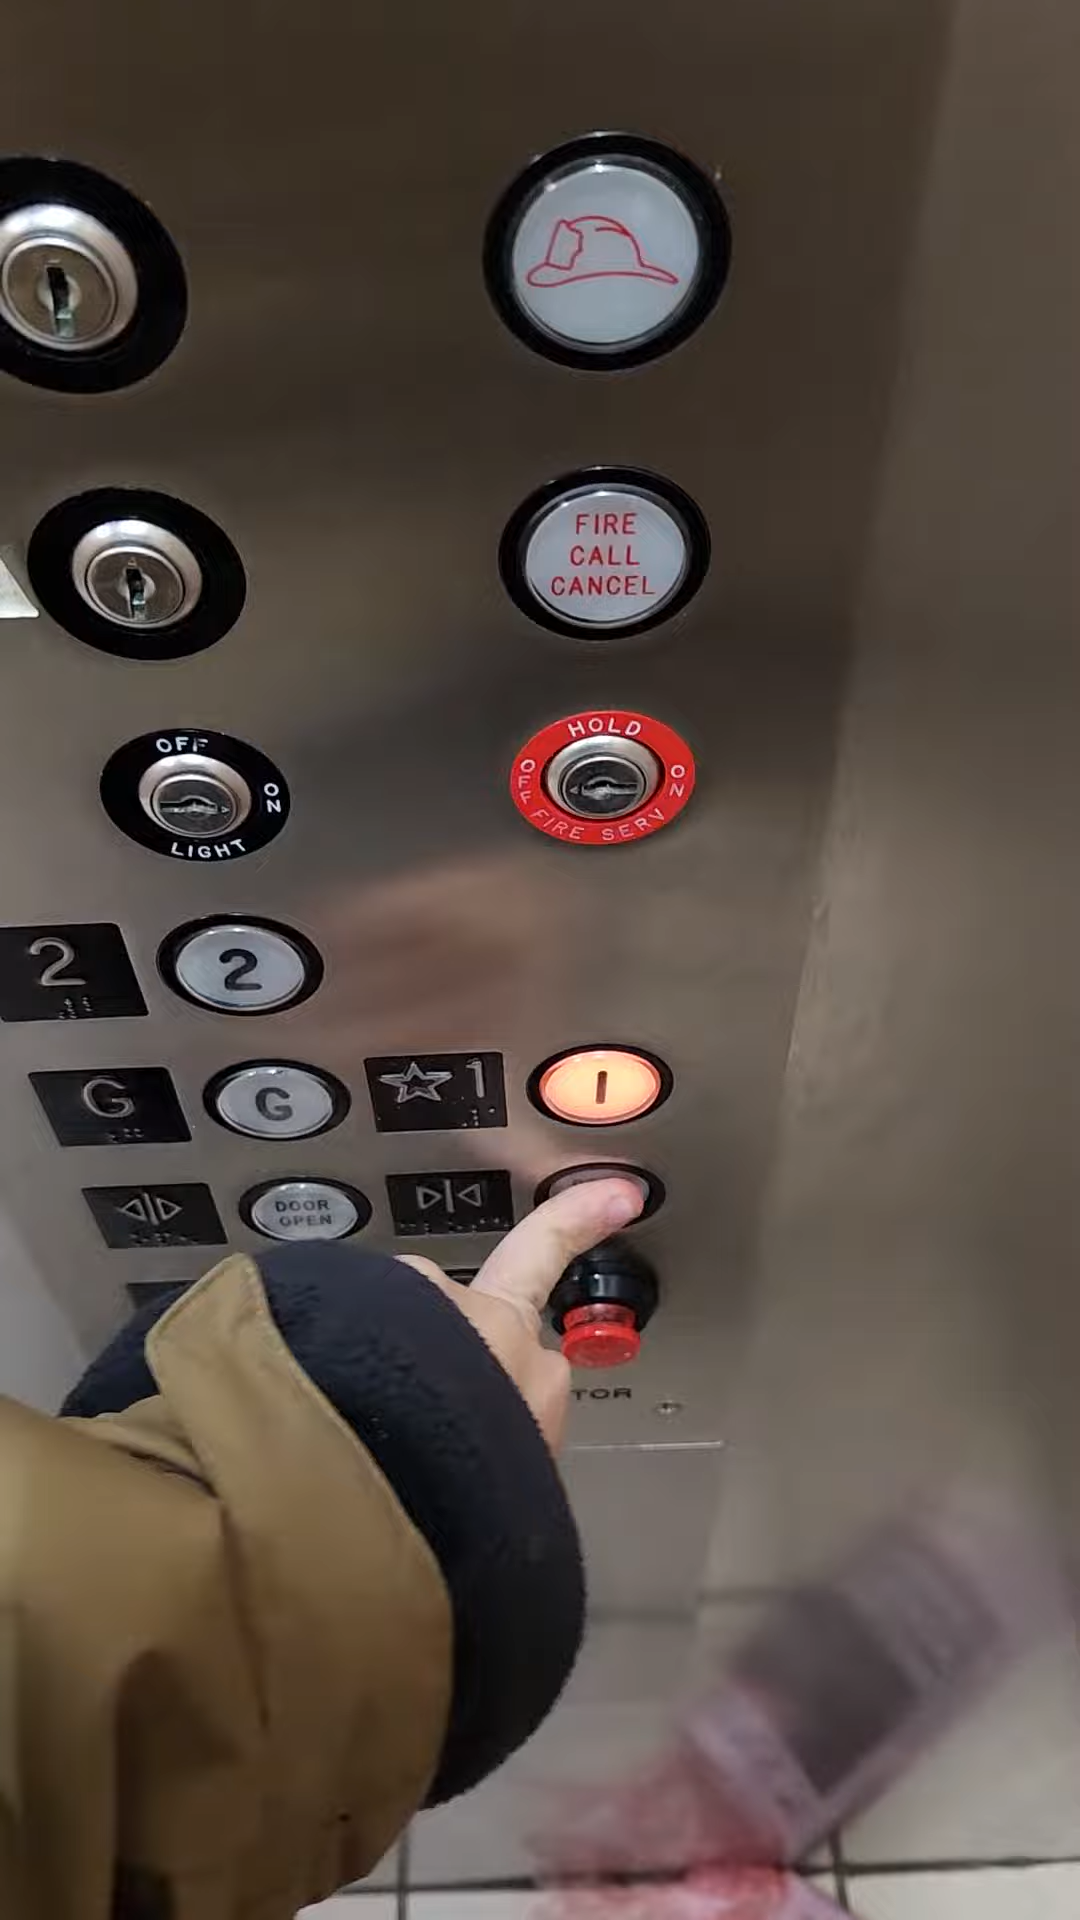 FIRE
CALL
CANCEL
OFF
ON
LIGHT
HOLD
OFF
ON
FIRE SERV
2
2
G
G
☆1
1
DOOR
OPEN
TOR